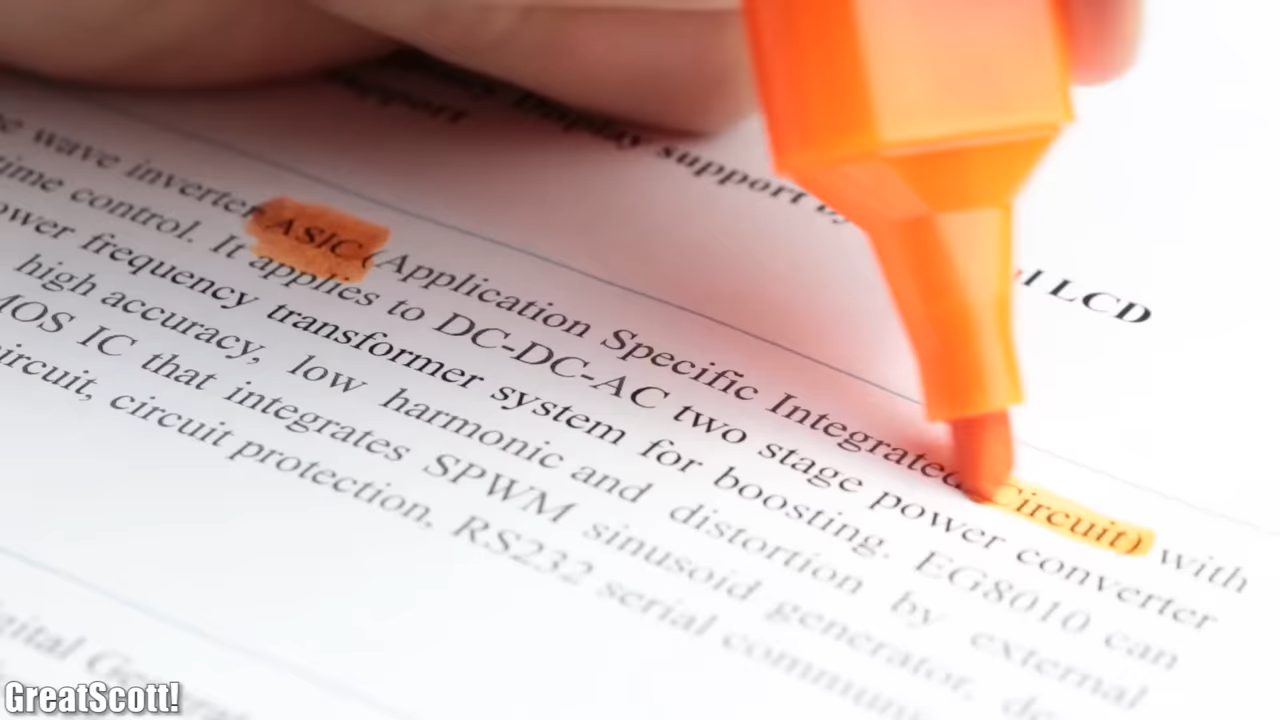 Display support by l LCD
support
wave inverter ASIC (Application Specific Integrated Circuit) with
time control. It applies to DC-DC-AC two stage power converter
ower frequency transformer system for boosting. EG8010 can
high accuracy, low harmonic and distortion by external
MOS IC that integrates SPWM sinusoid generator, de
ircuit, circuit protection, RS232 serial commun
GreatScott!